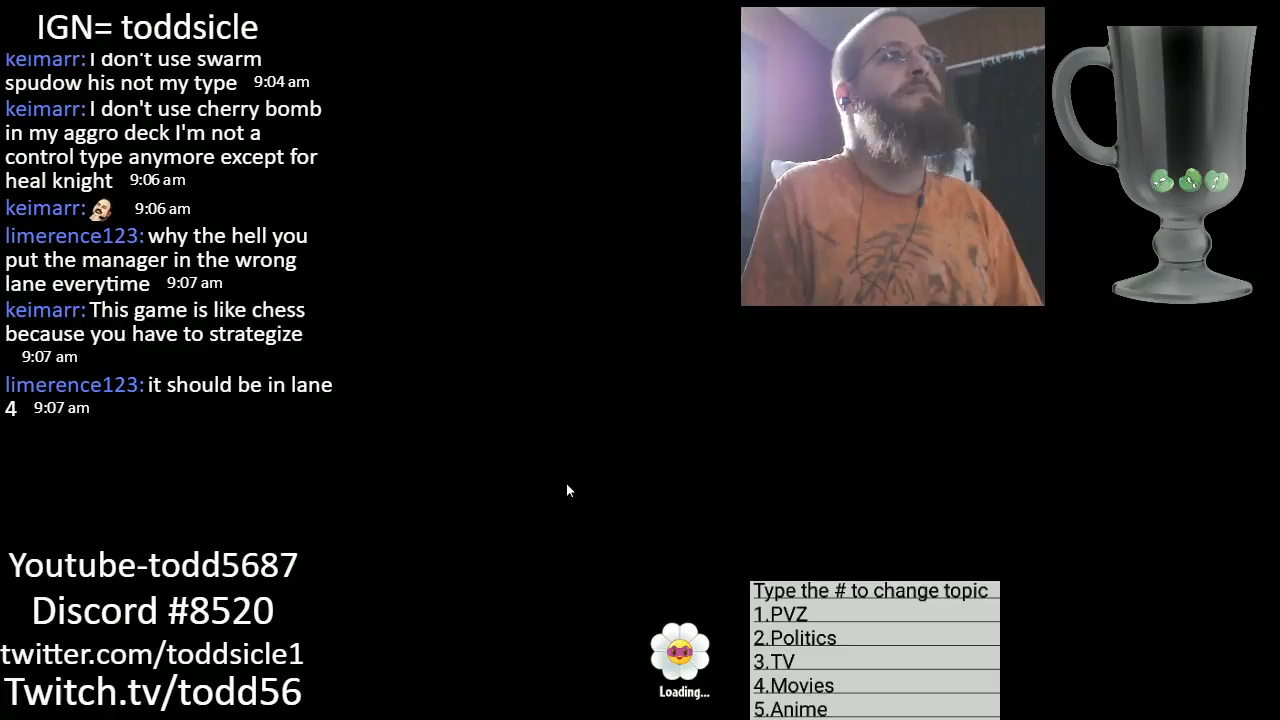 IGN= toddsicle
keimarr: I don't use swarm
spudow his not my type 9:04 am
keimarr: I don't use cherry bomb
in my aggro deck I'm not a
control type anymore except for
heal knight 9:06 am
keimarr: 9:06 am
limerence123: why the hell you
put the manager in the wrong
lane everytime 9:07 am
keimarr: This game is like chess
because you have to strategize
9:07 am
limerence123: it should be in lane
4 9:07 am
Youtube-todd5687
Discord #8520
twitter.com/toddsicle1
Twitch.tv/todd56
Loading...
Type the # to change topic
1.PVZ
2.Politics
3.TV
4.Movies
5.Anime